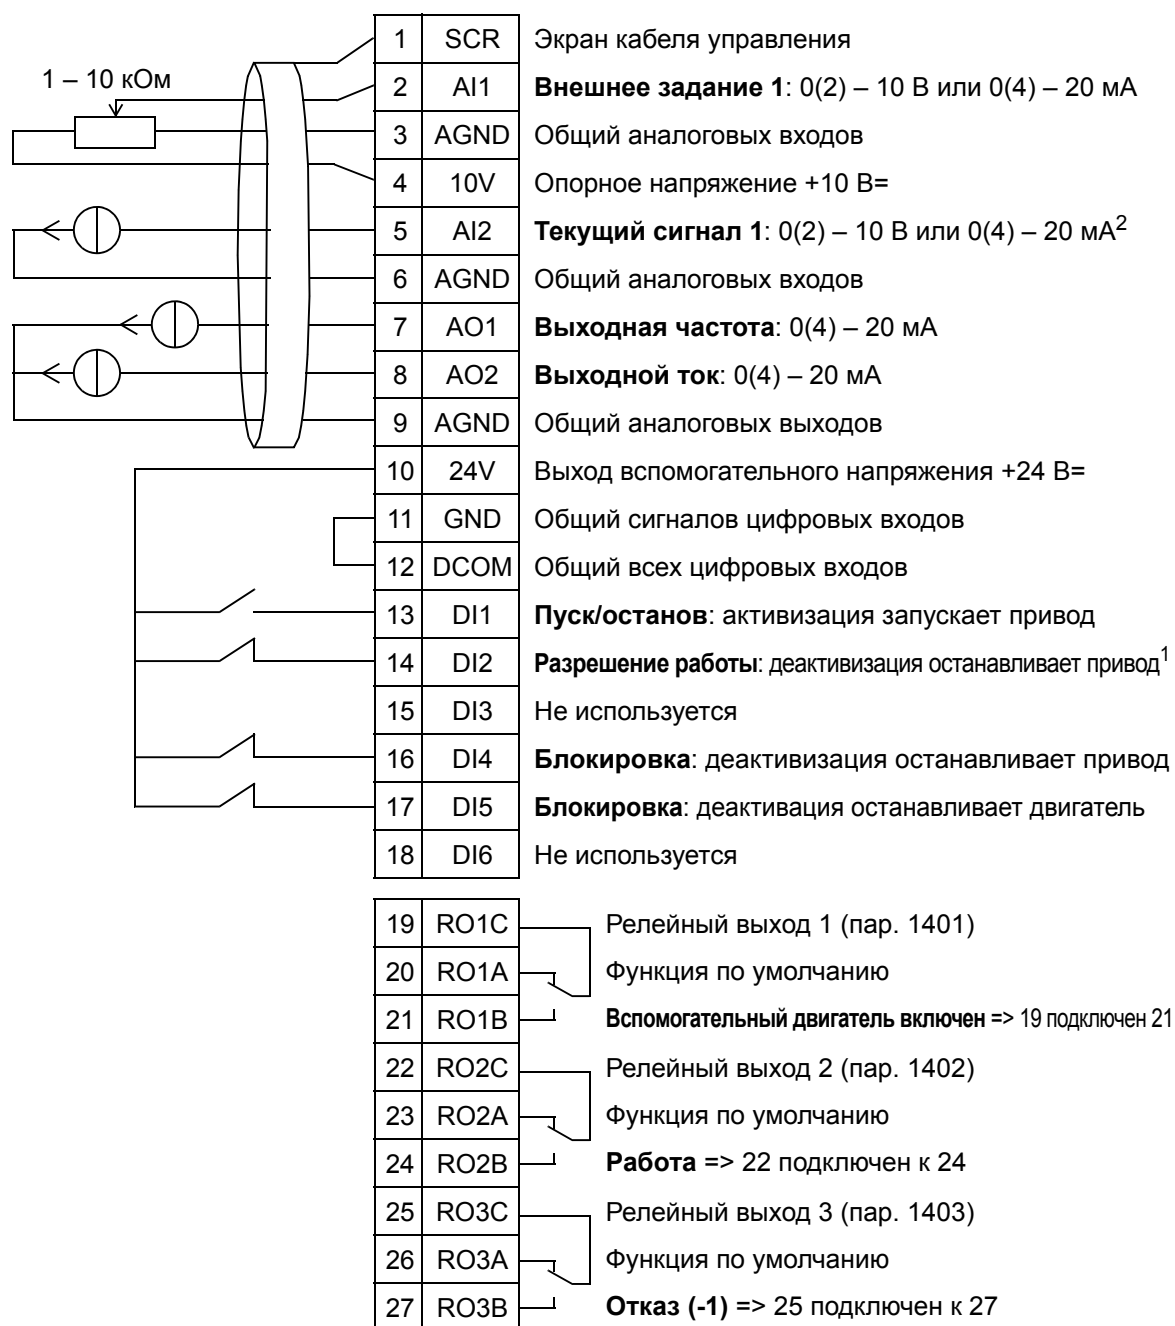 1 SCR Экран кабеля управления
1 – 10 кОм
2 AI1 Внешнее задание 1: 0(2) – 10 В или 0(4) – 20 мА
3 AGND Общий аналоговых входов
4 10V Опорное напряжение +10 В=
5 AI2 Текущий сигнал 1: 0(2) – 10 В или 0(4) – 20 мА2
6 AGND Общий аналоговых входов
7 AO1 Выходная частота: 0(4) – 20 мА
8 AO2 Выходной ток: 0(4) – 20 мА
9 AGND Общий аналоговых выходов
10 24V Выход вспомогательного напряжения +24 В=
11 GND Общий сигналов цифровых входов
12 DCOM Общий всех цифровых входов
13 DI1 Пуск/останов: активизация запускает привод
14 DI2 Разрешение работы: деактивизация останавливает привод1
15 DI3 Не используется
16 DI4 Блокировка: деактивизация останавливает привод
17 DI5 Блокировка: деактивация останавливает двигатель
18 DI6 Не используется
19 RO1C Релейный выход 1 (пар. 1401)
20 RO1A Функция по умолчанию
21 RO1B Вспомогательный двигатель включен => 19 подключен 21
22 RO2C Релейный выход 2 (пар. 1402)
23 RO2A Функция по умолчанию
24 RO2B Работа => 22 подключен к 24
25 RO3C Релейный выход 3 (пар. 1403)
26 RO3A Функция по умолчанию
27 RO3B Отказ (-1) => 25 подключен к 27